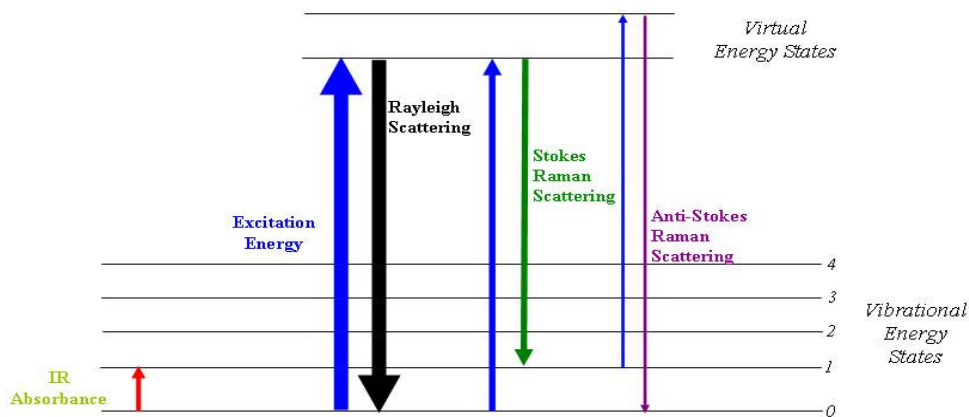 Virtual
Energy States
Rayleigh
Scattering
Stokes
Raman
Scattering
Excitation
Energy
Anti-Stokes
Raman
Scattering
4
3
2
1
0
Vibrational
Energy
States
IR
Absorbance